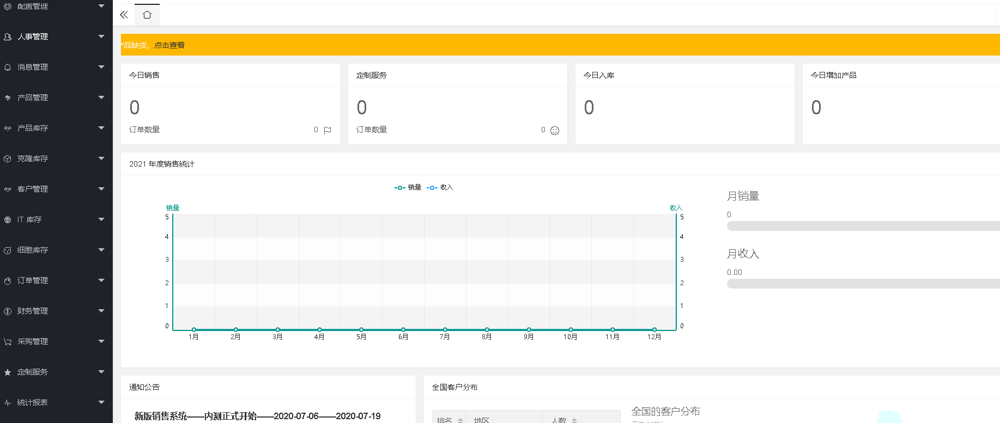 配置管理
人事管理
消息管理
产品管理
产品库存
克隆库存
客户管理
IT 库存
细胞库存
订单管理
财务管理
采购管理
定制服务
统计报表
品缺货，点击查看
今日销售
0
订单数量 0
定制服务
0
订单数量 0
今日入库
0
今日增加产品
0
2021 年度销售统计
销量 收入
销量 收入
5 5
4 4
3 3
2 2
1 1
0 0
1月 2月 3月 4月 5月 6月 7月 8月 9月 10月 11月 12月
月销量
0
月收入
0.00
通知公告
新版销售系统——内测正式开始——2020-07-06——2020-07-19
全国客户分布
排名 地区 人数
全国的客户分布